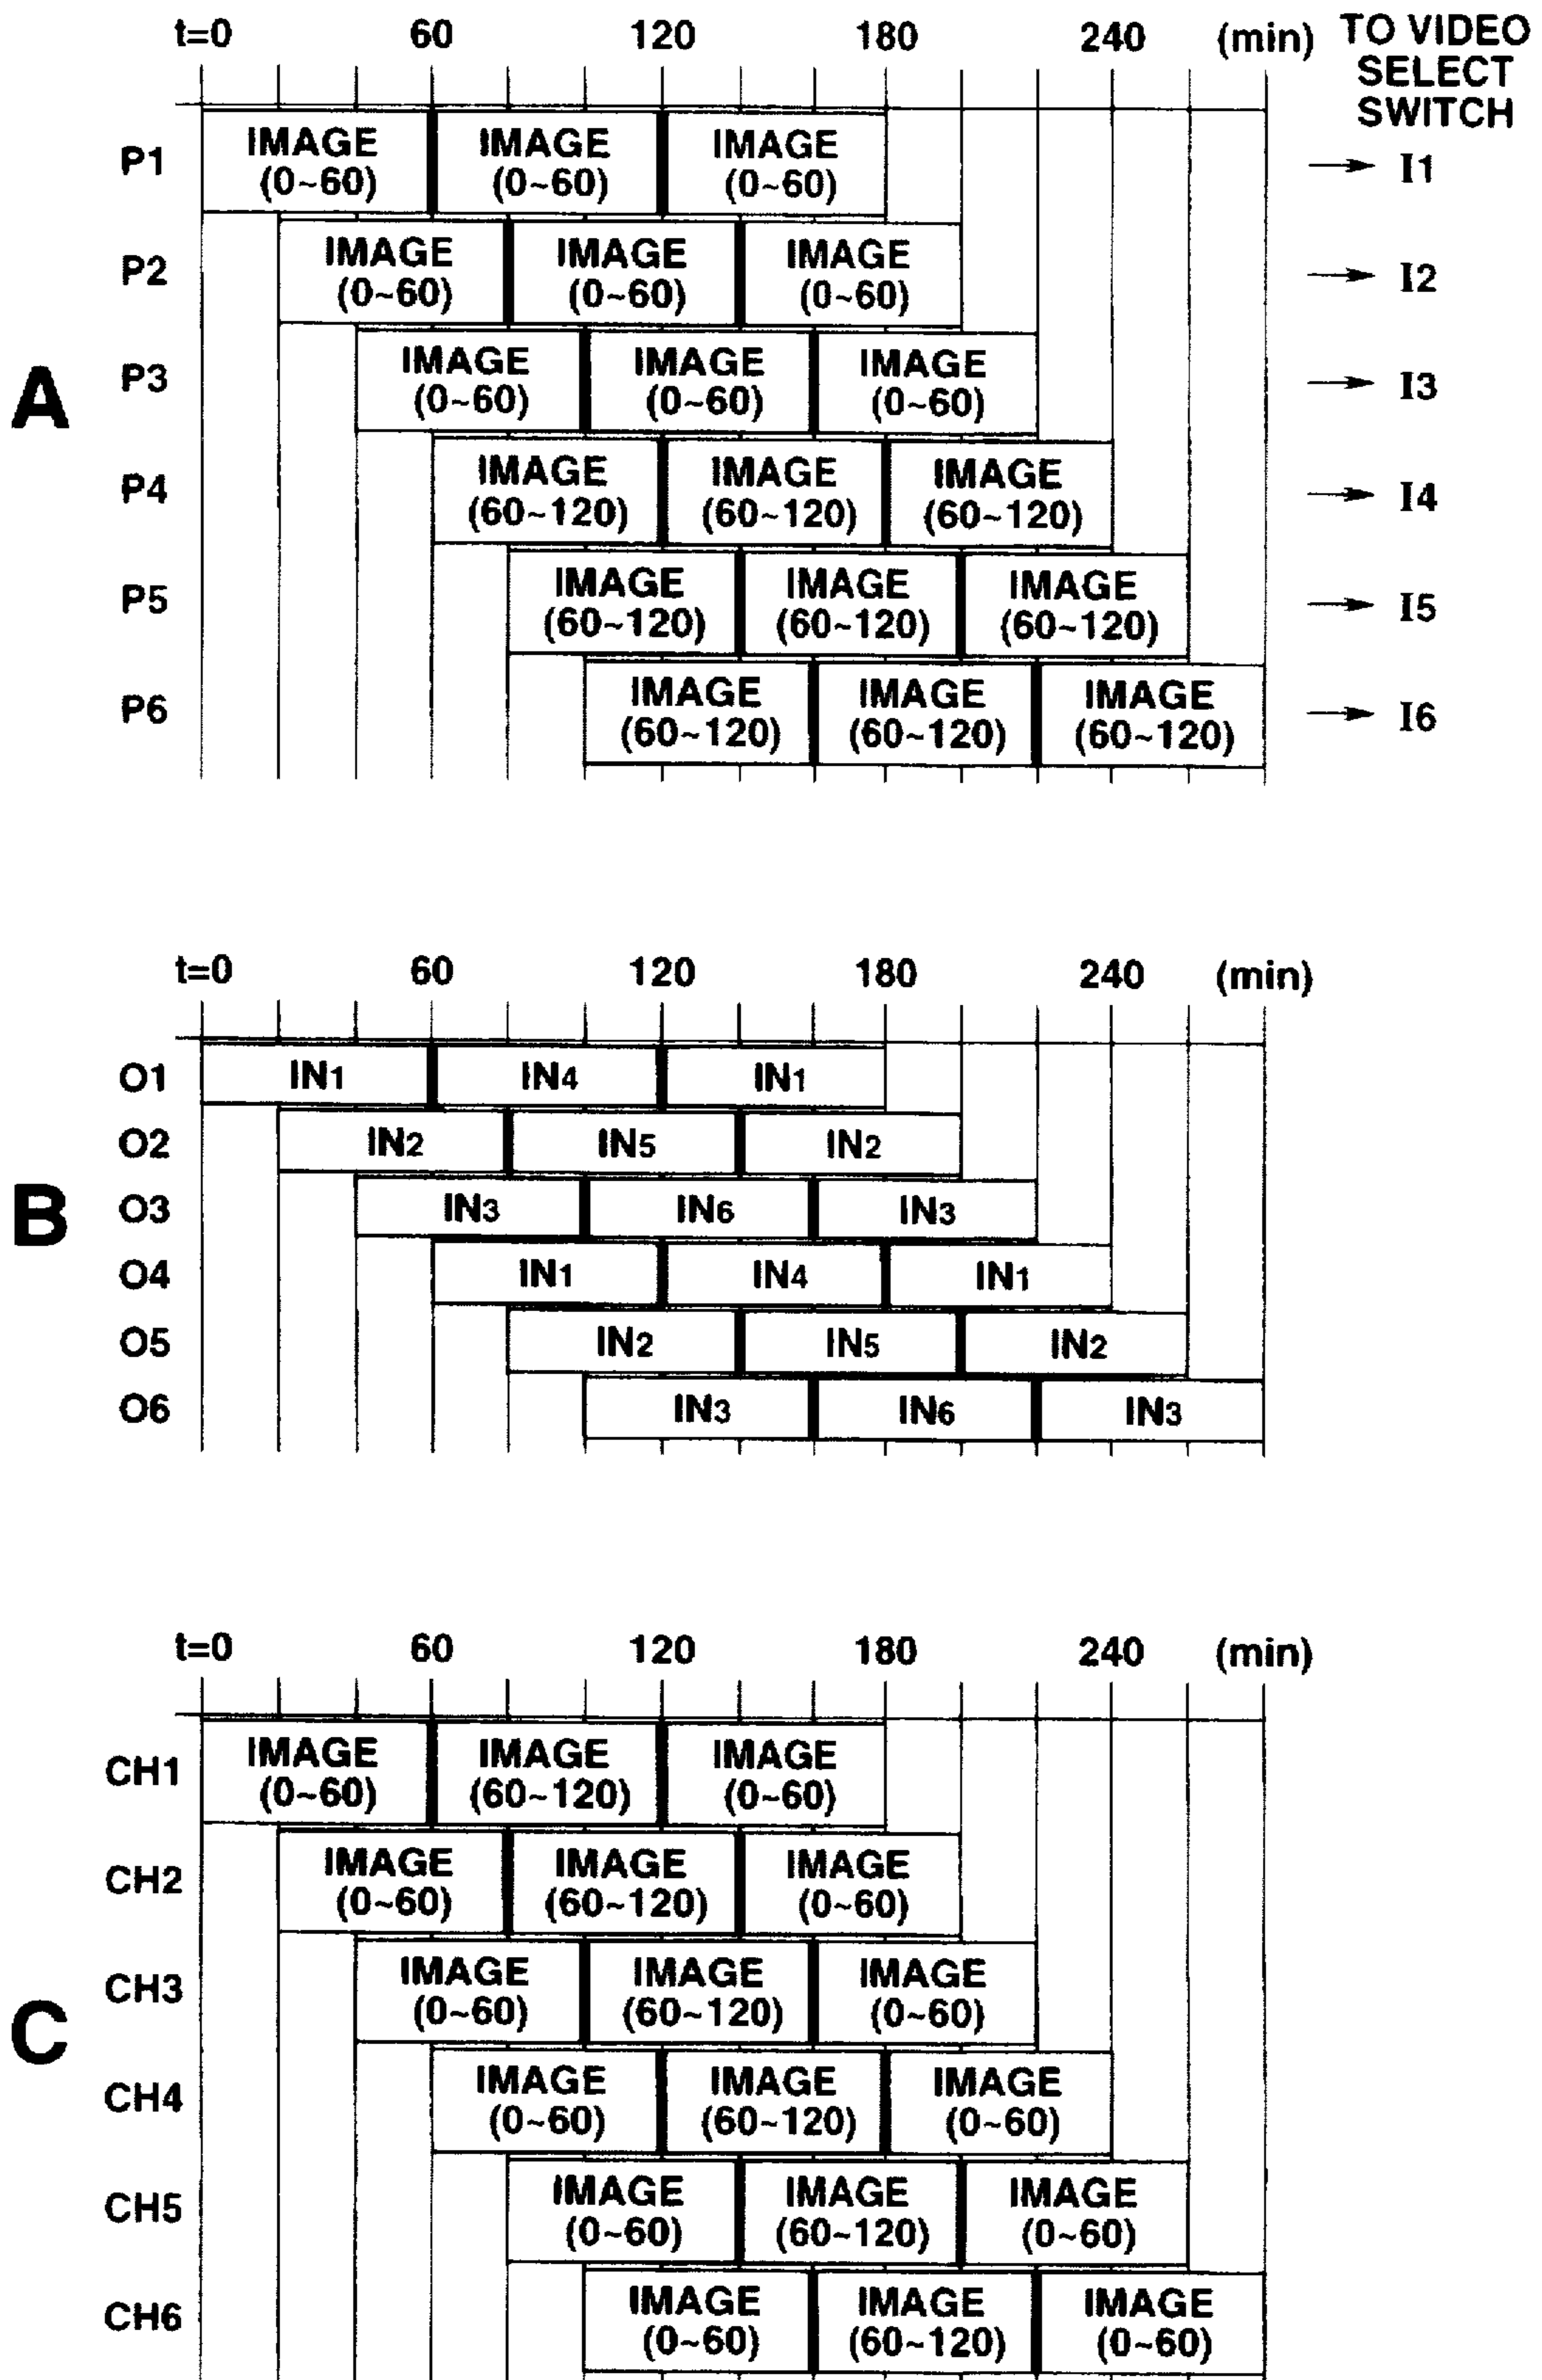 t=0 60 120 180 240 (min) TO VIDEO
SELECT
SWITCH
P1 IMAGE IMAGE IMAGE → I1
(0~60) (0~60) (0~60)
P2 IMAGE IMAGE IMAGE → I2
(0~60) (0~60) (0~60)
A
P3 IMAGE IMAGE IMAGE → I3
(0~60) (0~60) (0~60)
P4 IMAGE IMAGE IMAGE → I4
(60~120) (60~120) (60~120)
P5 IMAGE IMAGE IMAGE → I5
(60~120) (60~120) (60~120)
P6 IMAGE IMAGE IMAGE → I6
(60~120) (60~120) (60~120)
t=0 60 120 180 240 (min)
O1 IN1 IN4 IN1
O2 IN2 IN5 IN2
B
O3 IN3 IN6 IN3
O4 IN1 IN4 IN1
O5 IN2 IN5 IN2
O6 IN3 IN6 IN3
t=0 60 120 180 240 (min)
CH1 IMAGE IMAGE IMAGE
(0~60) (60~120) (0~60)
CH2 IMAGE IMAGE IMAGE
(0~60) (60~120) (0~60)
C
CH3 IMAGE IMAGE IMAGE
(0~60) (60~120) (0~60)
CH4 IMAGE IMAGE IMAGE
(0~60) (60~120) (0~60)
CH5 IMAGE IMAGE IMAGE
(0~60) (60~120) (0~60)
CH6 IMAGE IMAGE IMAGE
(0~60) (60~120) (0~60)